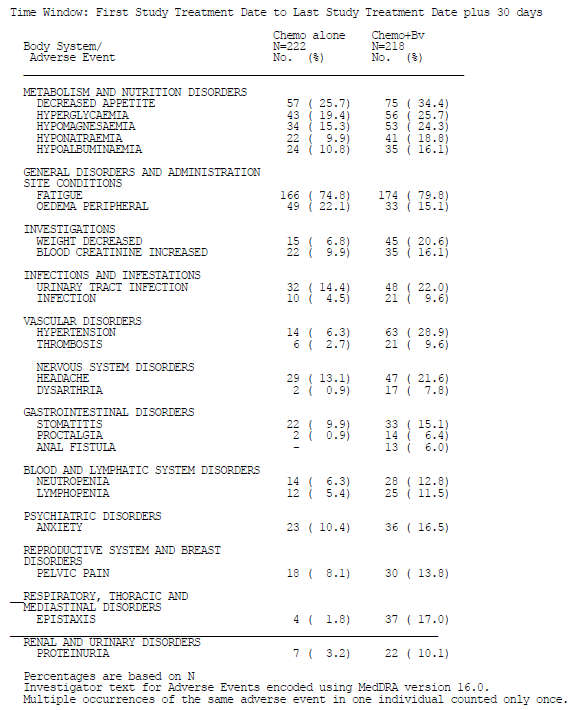 Time Window: First Study Treatment Date to Last Study Treatment Date plus 30 days
Chemo alone Chemo+Bv
Body System/ N=222 N=218
Adverse Event No. (%) No. (%)
METABOLISM AND NUTRITION DISORDERS
DECREASED APPETITE 57 ( 25.7) 75 ( 34.4)
HYPERGLYCAEMIA 43 ( 19.4) 56 ( 25.7)
HYPOMAGNESAEMIA 34 ( 15.3) 53 ( 24.3)
HYPONATRAEMIA 22 ( 9.9) 41 ( 18.8)
HYPOALBUMINAEMIA 24 ( 10.8) 35 ( 16.1)
GENERAL DISORDERS AND ADMINISTRATION
SITE CONDITIONS
FATIGUE 166 ( 74.8) 174 ( 79.8)
OEDEMA PERIPHERAL 49 ( 22.1) 33 ( 15.1)
INVESTIGATIONS
WEIGHT DECREASED 15 ( 6.8) 45 ( 20.6)
BLOOD CREATININE INCREASED 22 ( 9.9) 35 ( 16.1)
INFECTIONS AND INFESTATIONS
URINARY TRACT INFECTION 32 ( 14.4) 48 ( 22.0)
INFECTION 10 ( 4.5) 21 ( 9.6)
VASCULAR DISORDERS
HYPERTENSION 14 ( 6.3) 63 ( 28.9)
THROMBOSIS 6 ( 2.7) 21 ( 9.6)
NERVOUS SYSTEM DISORDERS
HEADACHE 29 ( 13.1) 47 ( 21.6)
DYSARTHRIA 2 ( 0.9) 17 ( 7.8)
GASTROINTESTINAL DISORDERS
STOMATITIS 22 ( 9.9) 33 ( 15.1)
PROCTALGIA 2 ( 0.9) 14 ( 6.4)
ANAL FISTULA - 13 ( 6.0)
BLOOD AND LYMPHATIC SYSTEM DISORDERS
NEUTROPENIA 14 ( 6.3) 28 ( 12.8)
LYMPHOPENIA 12 ( 5.4) 25 ( 11.5)
PSYCHIATRIC DISORDERS
ANXIETY 23 ( 10.4) 36 ( 16.5)
REPRODUCTIVE SYSTEM AND BREAST
DISORDERS
PELVIC PAIN 18 ( 8.1) 30 ( 13.8)
RESPIRATORY, THORACIC AND
MEDIASTINAL DISORDERS
EPISTAXIS 4 ( 1.8) 37 ( 17.0)
RENAL AND URINARY DISORDERS
PROTEINURIA 7 ( 3.2) 22 ( 10.1)
Percentages are based on N
Investigator text for Adverse Events encoded using MedDRA version 16.0.
Multiple occurrences of the same adverse event in one individual counted only once.